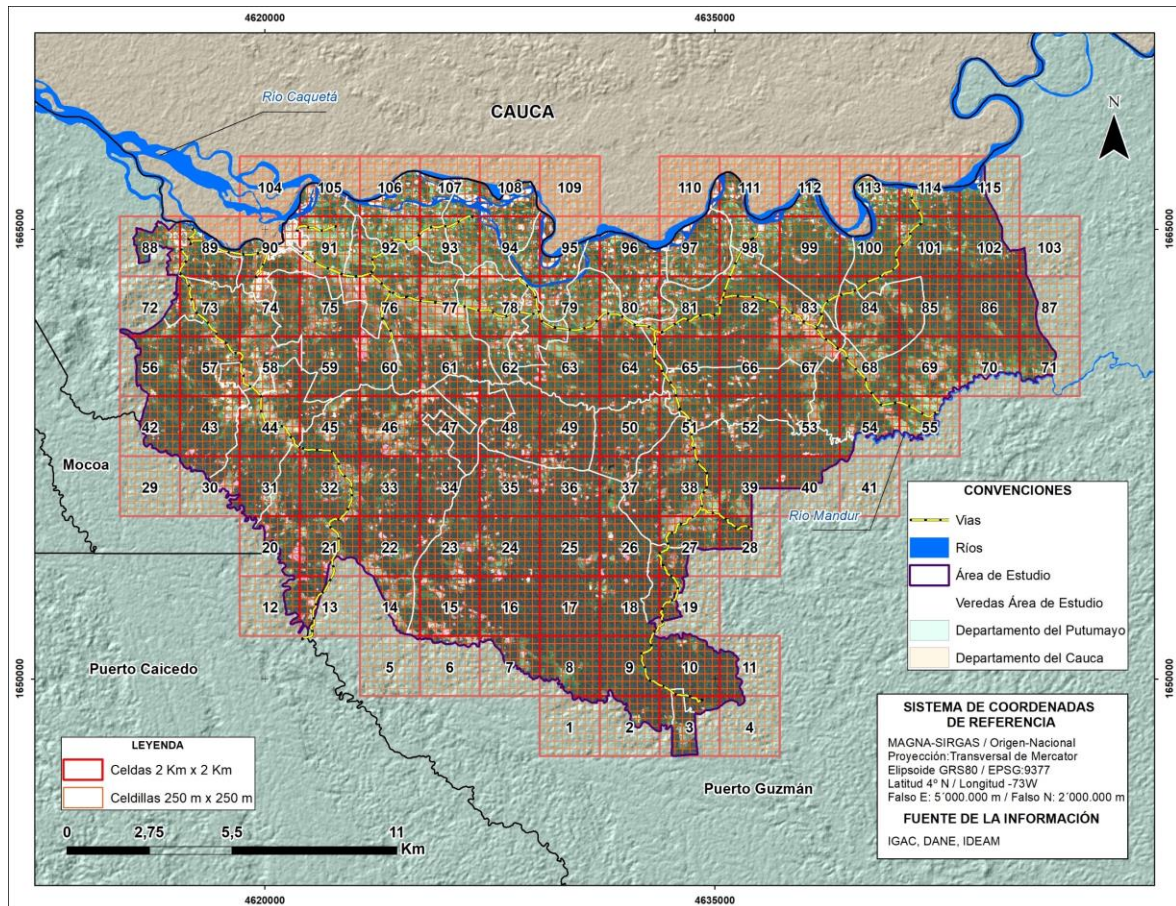 4620000 4635000
Río Caquetá
CAUCA
N
104 105 106 107 108 109 110 111 112 113 114 115
1665000 1665000
88 89 90 91 92 93 94 95 96 97 98 99 100 101 102 103
72 73 74 75 76 77 78 79 80 81 82 83 84 85 86 87
56 57 58 59 60 61 62 63 64 65 66 67 68 69 70 71
42 43 44 45 46 47 48 49 50 51 52 53 54 55
Mocoa
29 30 31 32 33 34 35 36 37 38 39 40 41
Río Mandur
20 21 22 23 24 25 26 27 28
12 13 14 15 16 17 18 19
Puerto Caicedo
5 6 7 8 9 10 11
1650000 1650000
1 2 3 4
Puerto Guzmán
CONVENCIONES
Vias
Ríos
Área de Estudio
Veredas Área de Estudio
Departamento del Putumayo
Departamento del Cauca
SISTEMA DE COORDENADAS
DE REFERENCIA
MAGNA-SIRGAS / Origen-Nacional
Proyección:Transversal de Mercator
Elipsoide GRS80 / EPSG:9377
Latitud 4º N / Longitud -73W
Falso E: 5´000.000 m / Falso N: 2´000.000 m
FUENTE DE LA INFORMACIÓN
IGAC, DANE, IDEAM
LEYENDA
Celdas 2 Km x 2 Km
Celdillas 250 m x 250 m
0 2,75 5,5 11
Km
4620000 4635000